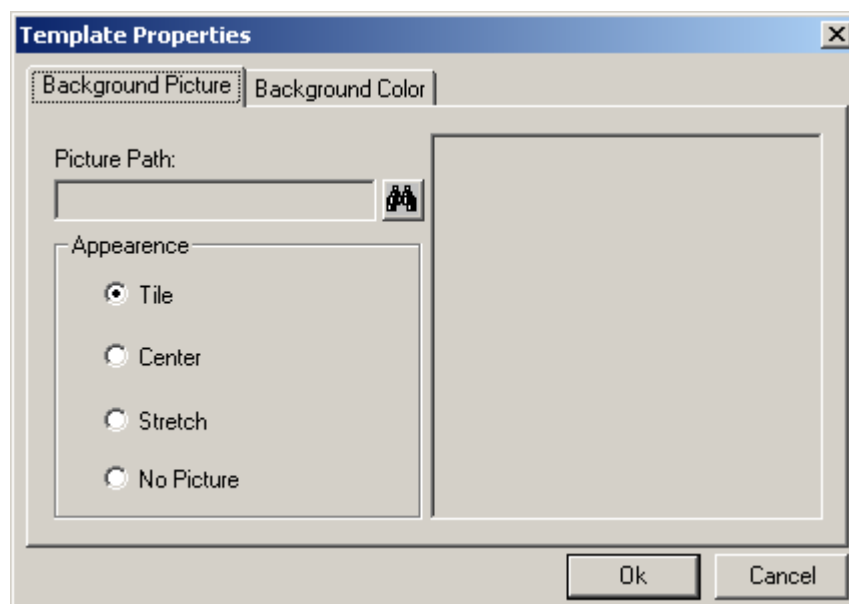 Template Properties
Background Picture
Background Color
Picture Path:
Appearence
Tile
Center
Stretch
No Picture
Ok
Cancel